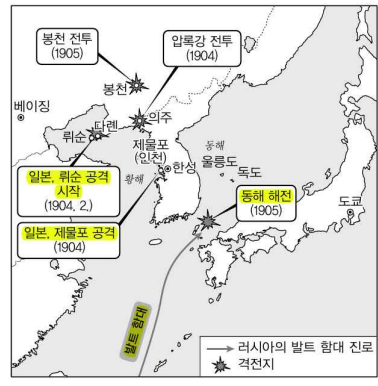 봉천 전투
(1905)
압록강 전투
(1904)
봉천
베이징
의주
다롄
뤼순
제물포
(인천)
한성
동해
울릉도
독도
황해
일본, 뤼순 공격
시작
(1904. 2.)
동해 해전
(1905)
도쿄
일본, 제물포 공격
(1904)
발트 함대
러시아의 발트 함대 진로
격전지